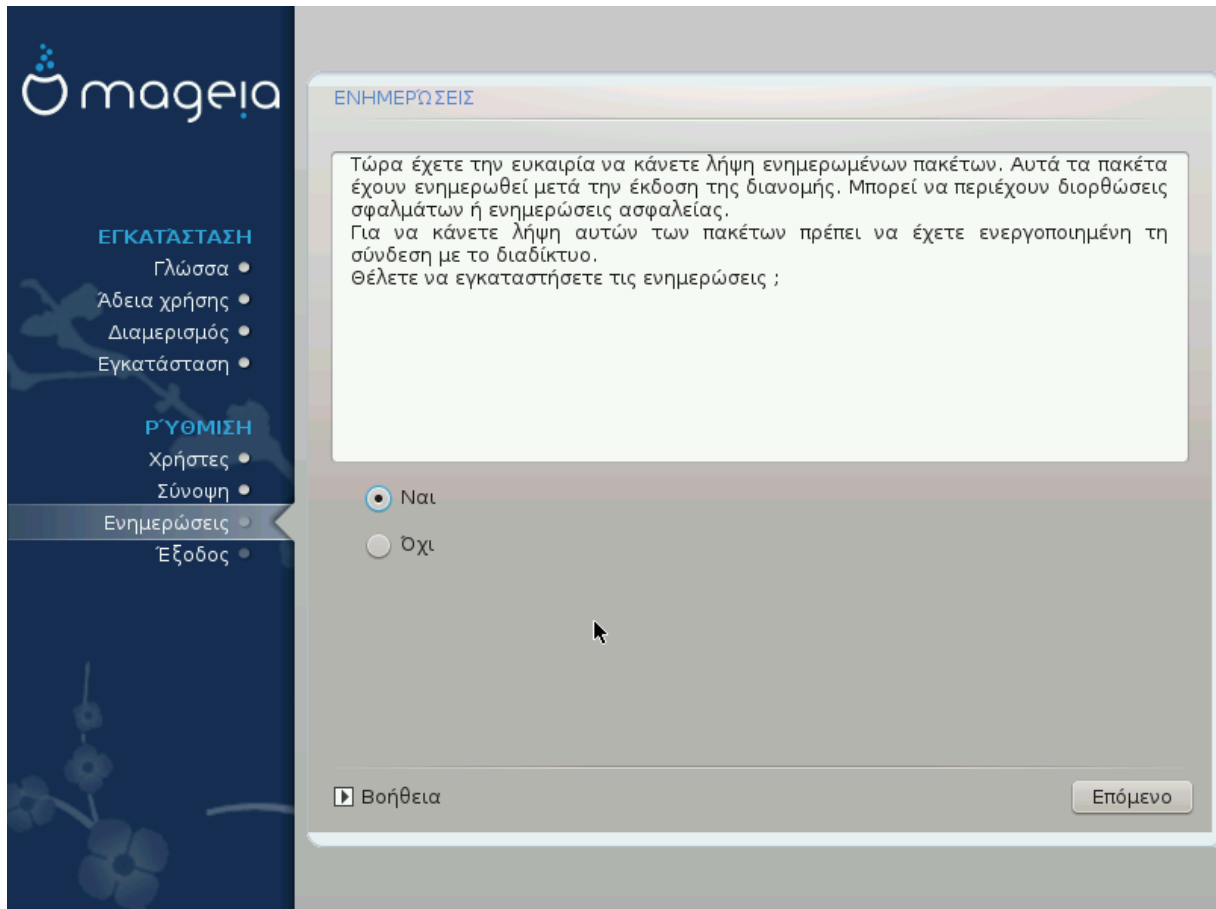 mageia
ΕΓΚΑΤΆΣΤΑΣΗ
Γλώσσα
Άδεια χρήσης
Διαμερισμός
Εγκατάσταση
ΡΎΘΜΙΣΗ
Χρήστες
Σύνοψη
Ενημερώσεις
Έξοδος
ΕΝΗΜΕΡΏΣΕΙΣ
Τώρα έχετε την ευκαιρία να κάνετε λήψη ενημερωμένων πακέτων. Αυτά τα πακέτα
έχουν ενημερωθεί μετά την έκδοση της διανομής. Μπορεί να περιέχουν διορθώσεις
σφαλμάτων ή ενημερώσεις ασφαλείας.
Για να κάνετε λήψη αυτών των πακέτων πρέπει να έχετε ενεργοποιημένη τη
σύνδεση με το διαδίκτυο.
Θέλετε να εγκαταστήσετε τις ενημερώσεις ;
Ναι
Όχι
Βοήθεια
Επόμενο